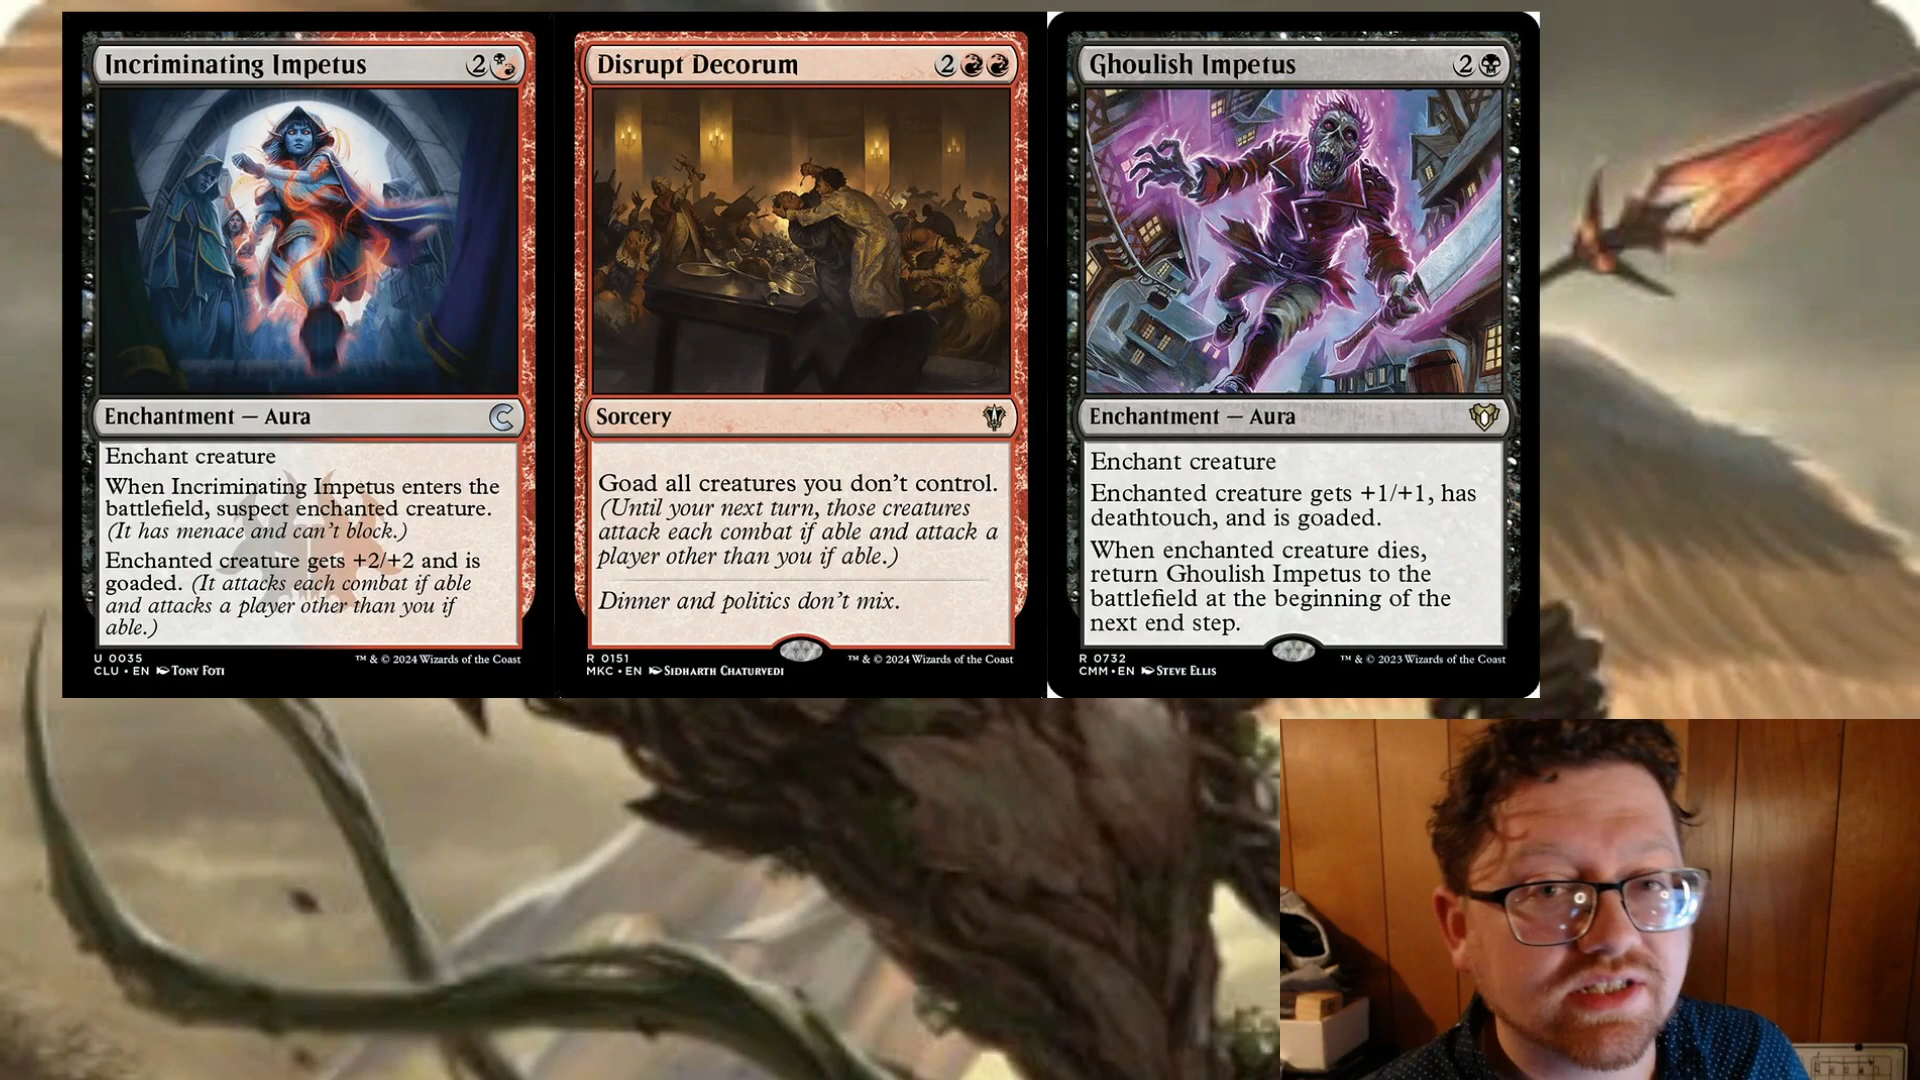 Incriminating Impetus 2
Enchantment — Aura
Enchant creature
When Incriminating Impetus enters the
battlefield, suspect enchanted creature.
(It has menace and can't block.)
Enchanted creature gets +2/+2 and is
goaded. (It attacks each combat if able
and attacks a player other than you if
able.)
U 0035
CLU • EN Tony Foti
™ & © 2024 Wizards of the Coast
Disrupt Decorum 2
Sorcery
Goad all creatures you don't control.
(Until your next turn, those creatures
attack each combat if able and attack a
player other than you if able.)
Dinner and politics don't mix.
R 0151
MKC • EN Sidharth Chaturvedi
™ & © 2024 Wizards of the Coast
Ghoulish Impetus 2
Enchantment — Aura
Enchant creature
Enchanted creature gets +1/+1, has
deathtouch, and is goaded.
When enchanted creature dies,
return Ghoulish Impetus to the
battlefield at the beginning of the
next end step.
R 0732
CMM • EN Steve Ellis
™ & © 2023 Wizards of the Coast